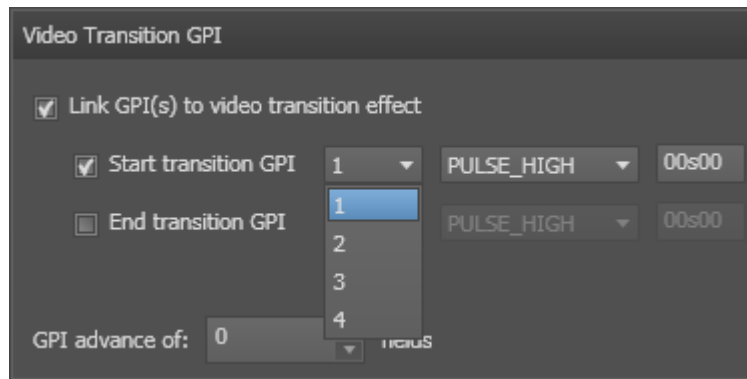 Video Transition GPI
Link GPI(s) to video transition effect
Start transition GPI 1 PULSE_HIGH 00s00
1
End transition GPI PULSE_HIGH 00s00
2
3
4
GPI advance of: 0 fields